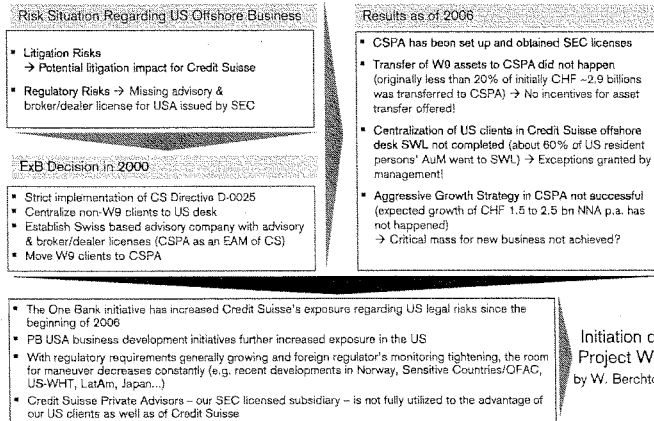 Risk Situation Regarding US Offshore Business
▪ Litigation Risks
→ Potential litigation impact for Credit Suisse
▪ Regulatory Risks → Missing advisory &
broker/dealer license for USA issued by SEC
ExB Decision in 2000
▪ Strict implementation of CS Directive D-0025
▪ Centralize non-W9 clients to US desk
▪ Establish Swiss based advisory company with advisory
& broker/dealer licenses (CSPA as an EAM of CS)
▪ Move W9 clients to CSPA
Results as of 2006
▪ CSPA has been set up and obtained SEC licenses
▪ Transfer of W9 assets to CSPA did not happen
(originally less than 20% of initially CHF ~2.9 billions
was transferred to CSPA) → No incentives for asset
transfer offered!
▪ Centralization of US clients in Credit Suisse offshore
desk SWL not completed (about 60% of US resident
persons' AuM went to SWL) → Exceptions granted by
management!
▪ Aggressive Growth Strategy in CSPA not successful
(expected growth of CHF 1.5 to 2.5 bn NNA p.a. has
not happened)
→ Critical mass for new business not achieved?
▪ The One Bank initiative has increased Credit Suisse's exposure regarding US legal risks since the
beginning of 2006
▪ PB USA business development initiatives further increased exposure in the US
▪ With regulatory requirements generally growing and foreign regulator's monitoring tightening, the room
for maneuver decreases constantly (e.g. recent developments in Norway, Sensitive Countries/OFAC,
US-WHT, LatAm, Japan...)
▪ Credit Suisse Private Advisors – our SEC licensed subsidiary – is not fully utilized to the advantage of
our US clients as well as of Credit Suisse
Initiation
Project W
by W. Berchto